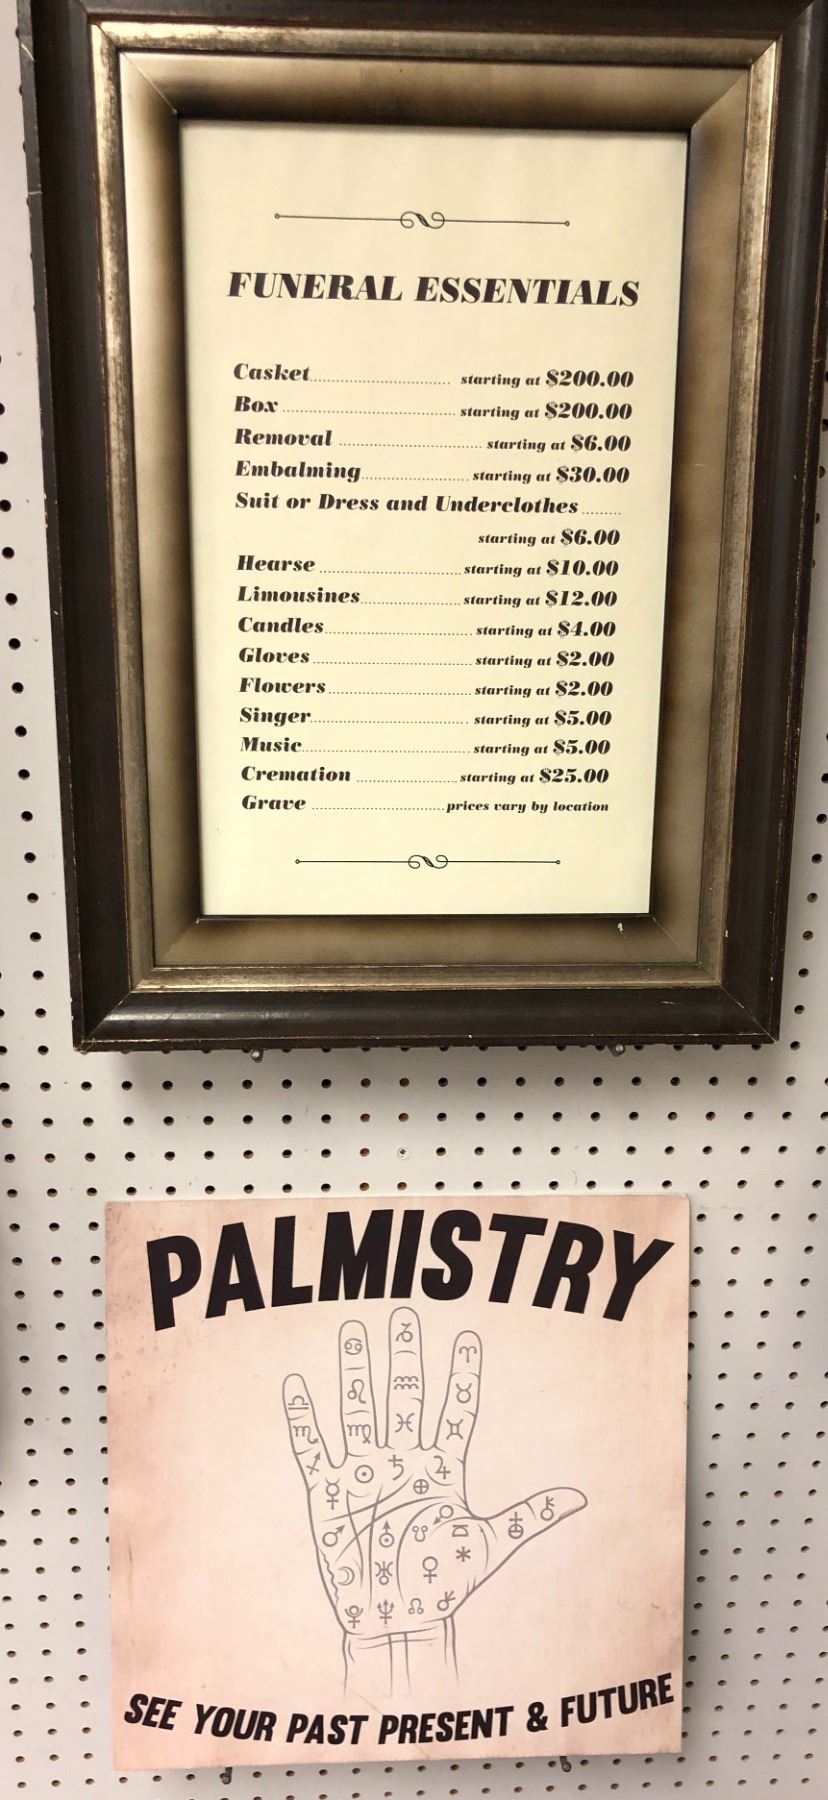 FUNERAL ESSENTIALS
Casket.......................... starting at $200.00
Box ................................ starting at $200.00
Removal .......................... starting at $6.00
Embalming.................... starting at $30.00
Suit or Dress and Underclothes ........
starting at $6.00
Hearse ..........................starting at $10.00
Limousines..................starting at $12.00
Candles.......................... starting at $4.00
Gloves ............................ starting at $2.00
Flowers.......................... starting at $2.00
Singer............................ starting at $5.00
Music..............................starting at $5.00
Cremation ..................starting at $25.00
Grave ........................prices vary by location
PALMISTRY
SEE YOUR PAST PRESENT & FUTURE